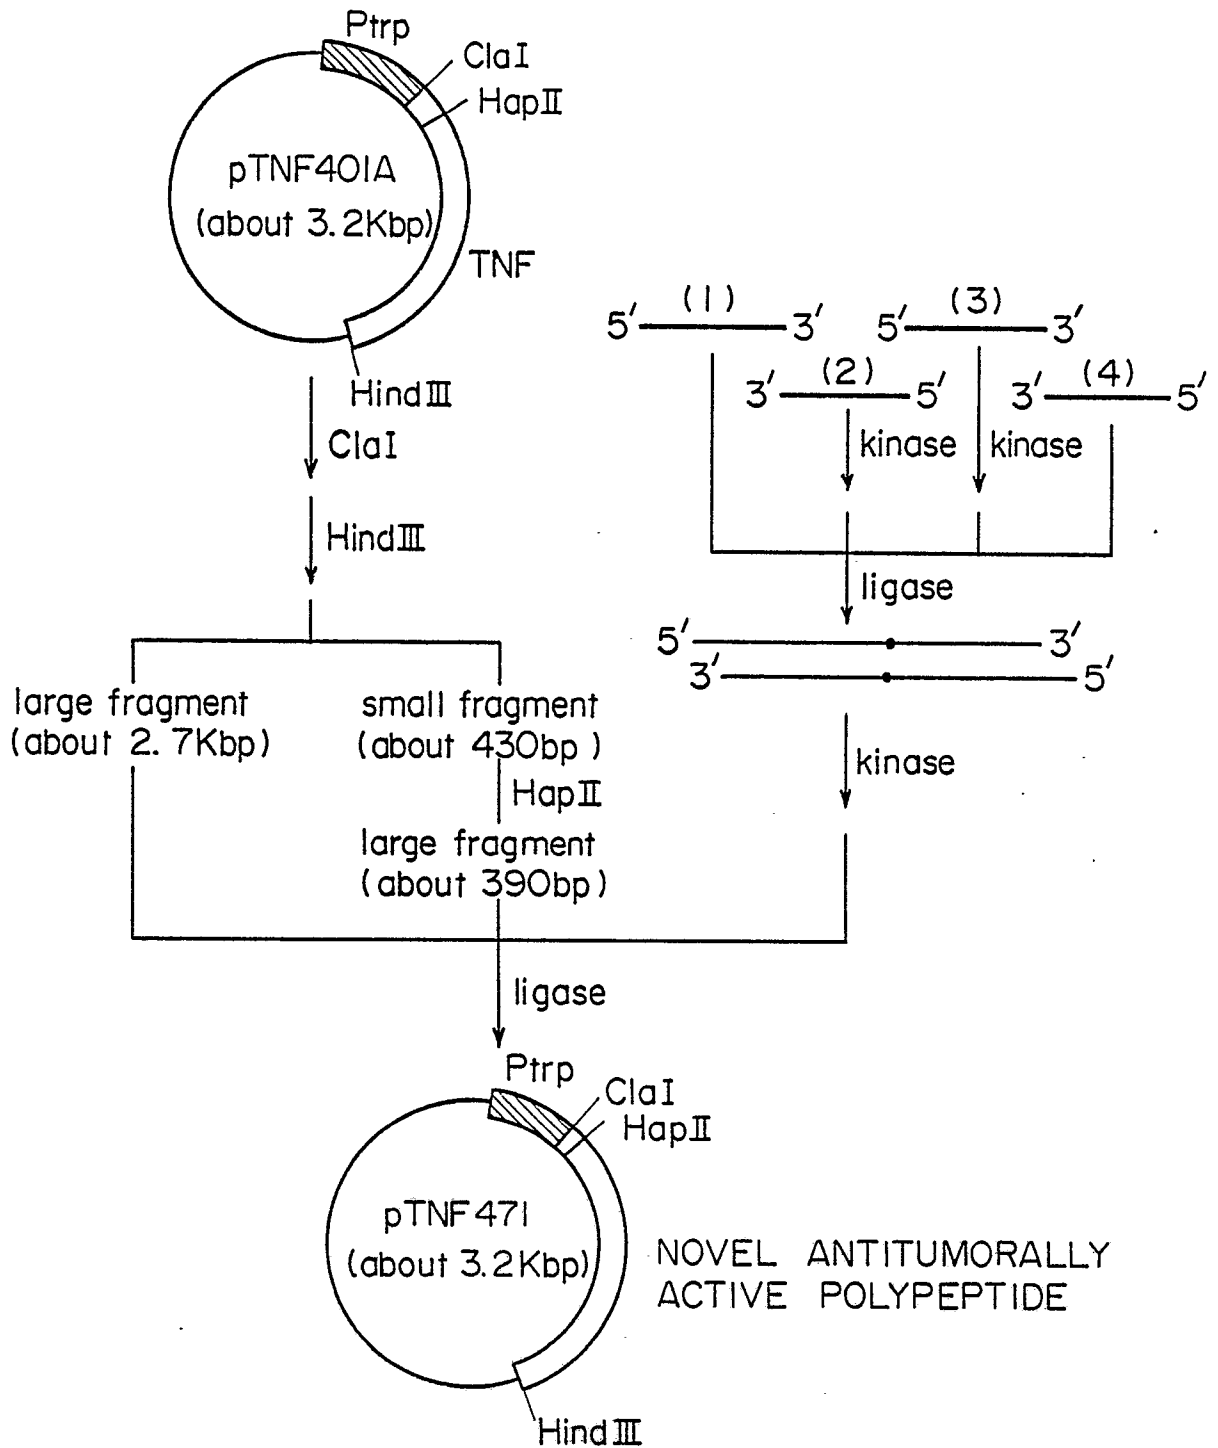 Ptrp
ClaI
HapII
pTNF401A
(about 3.2Kbp)
TNF
HindIII
ClaI
HindIII
5′ (1) 3′
5′ (3) 3′
3′ (2) 5′
3′ (4) 5′
kinase
kinase
ligase
5′ 3′
3′ 5′
kinase
large fragment
(about 2.7Kbp)
small fragment
(about 430bp)
HapII
large fragment
(about 390bp)
ligase
Ptrp
ClaI
HapII
pTNF471
(about 3.2Kbp)
NOVEL ANTITUMORALLY
ACTIVE POLYPEPTIDE
HindIII